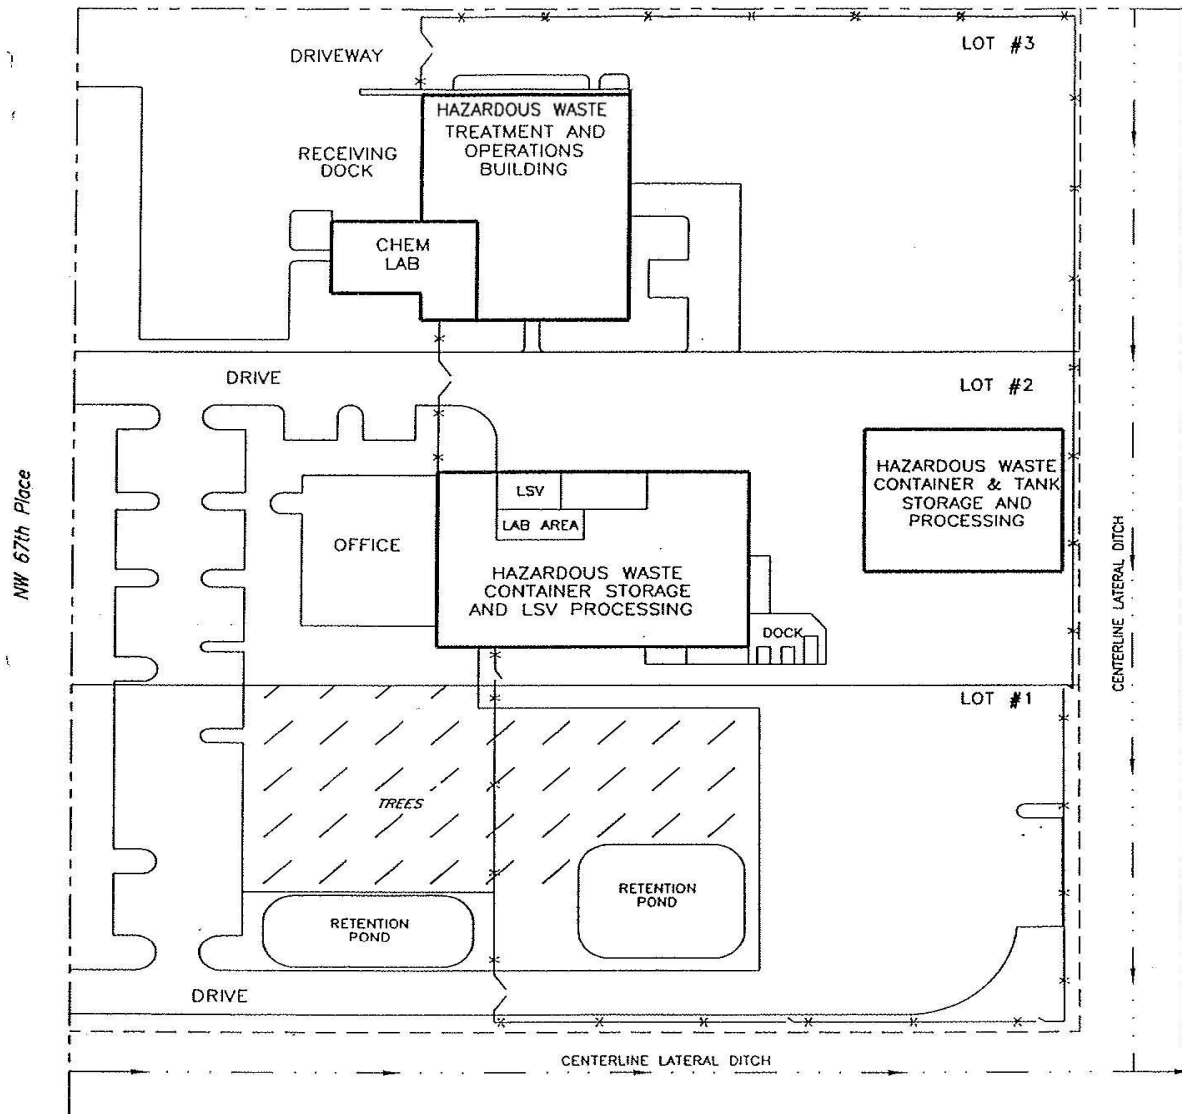 LOT #3
DRIVEWAY
HAZARDOUS WASTE
TREATMENT AND
OPERATIONS
BUILDING
RECEIVING
DOCK
CHEM
LAB
DRIVE
LOT #2
HAZARDOUS WASTE
CONTAINER & TANK
STORAGE AND
PROCESSING
NW 67th Place
LSV
LAB AREA
OFFICE
HAZARDOUS WASTE
CONTAINER STORAGE
AND LSV PROCESSING
DOCK
CENTERLINE LATERAL DITCH
LOT #1
TREES
RETENTION
POND
RETENTION
POND
DRIVE
CENTERLINE LATERAL DITCH